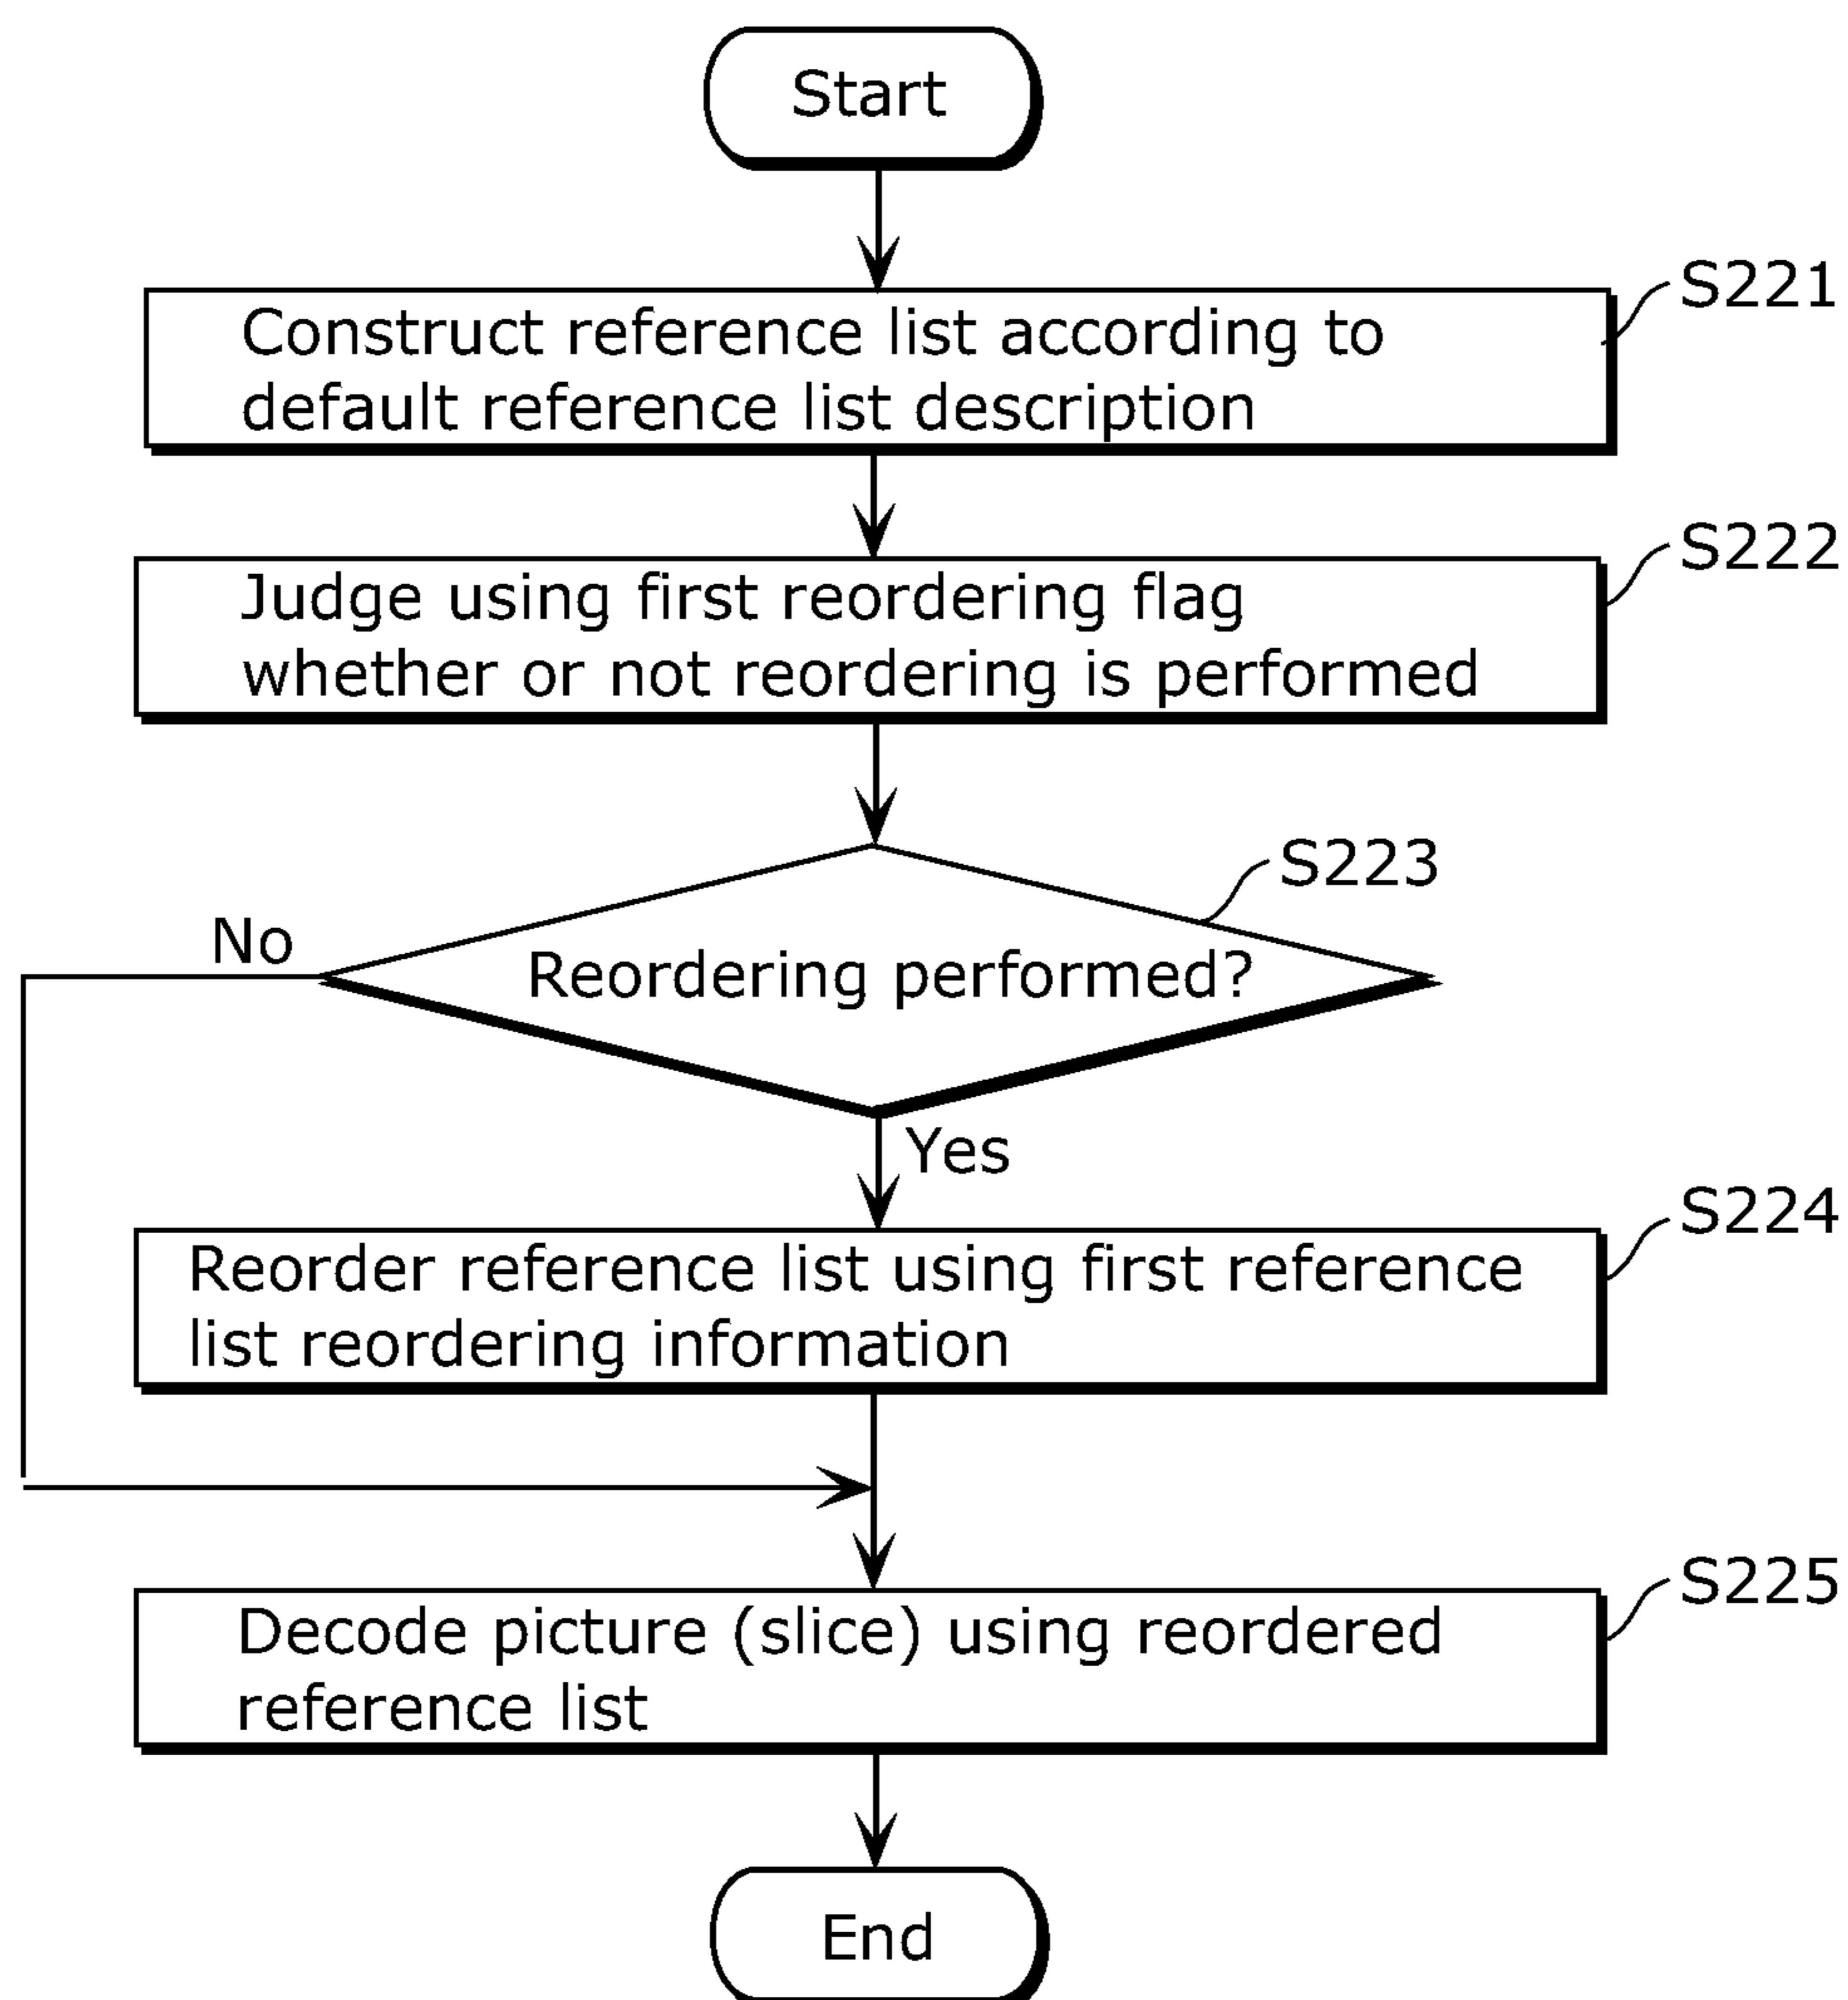 Start
S221
Construct reference list according to
default reference list description
S222
Judge using first reordering flag
whether or not reordering is performed
S223
No
Reordering performed?
Yes
S224
Reorder reference list using first reference
list reordering information
S225
Decode picture (slice) using reordered
reference list
End